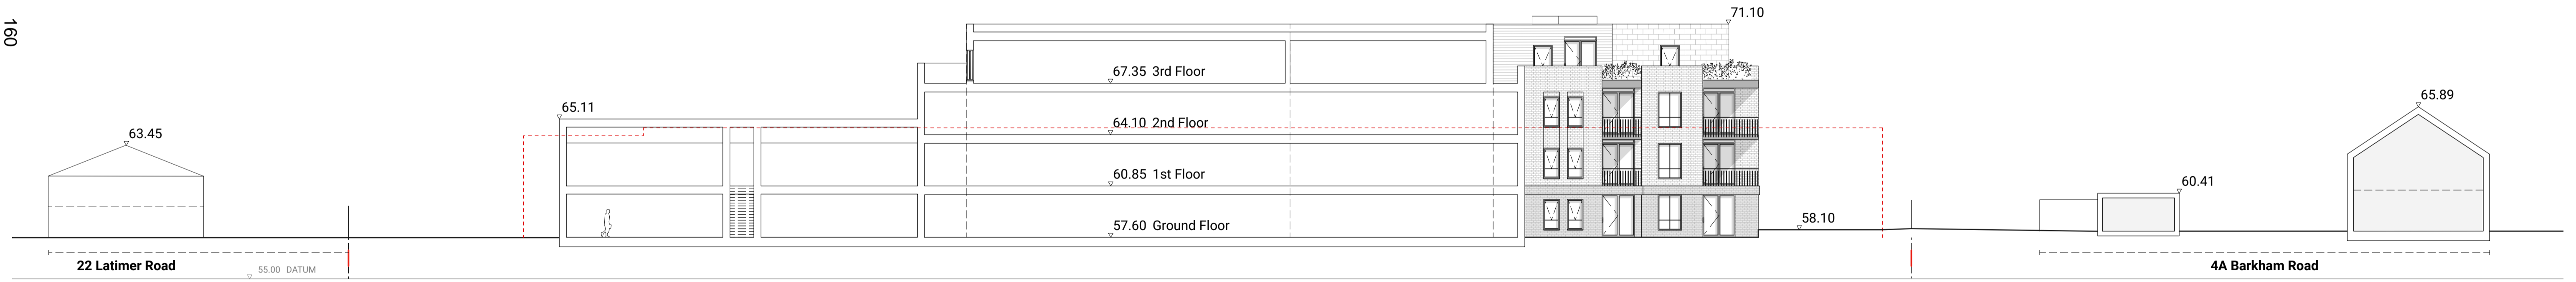 160
71.10
67.35 3rd Floor
65.11
65.89
63.45
64.10 2nd Floor
60.85 1st Floor
60.41
57.60 Ground Floor
58.10
22 Latimer Road
55.00 DATUM
4A Barkham Road